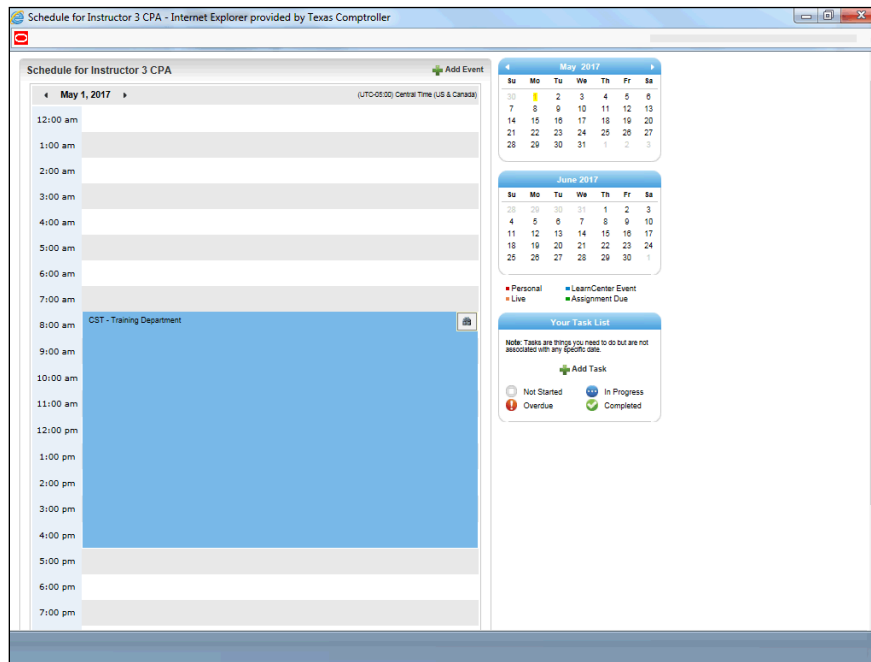 Schedule for Instructor 3 CPA - Internet Explorer provided by Texas Comptroller
Schedule for Instructor 3 CPA
Add Event
May 1, 2017
(UTC-05:00) Central Time (US & Canada)
12:00 am
1:00 am
2:00 am
3:00 am
4:00 am
5:00 am
6:00 am
7:00 am
8:00 am
CST - Training Department
9:00 am
10:00 am
11:00 am
12:00 pm
1:00 pm
2:00 pm
3:00 pm
4:00 pm
5:00 pm
6:00 pm
7:00 pm
May 2017
Su Mo Tu We Th Fr Sa
30 1 2 3 4 5 6
7 8 9 10 11 12 13
14 15 16 17 18 19 20
21 22 23 24 25 26 27
28 29 30 31 1 2 3
June 2017
Su Mo Tu We Th Fr Sa
28 29 30 31 1 2 3
4 5 6 7 8 9 10
11 12 13 14 15 16 17
18 19 20 21 22 23 24
25 26 27 28 29 30 1
Personal LearnCenter Event
Live Assignment Due
Your Task List
Note: Tasks are things you need to do but are not
associated with any specific date.
Add Task
Not Started In Progress
Overdue Completed